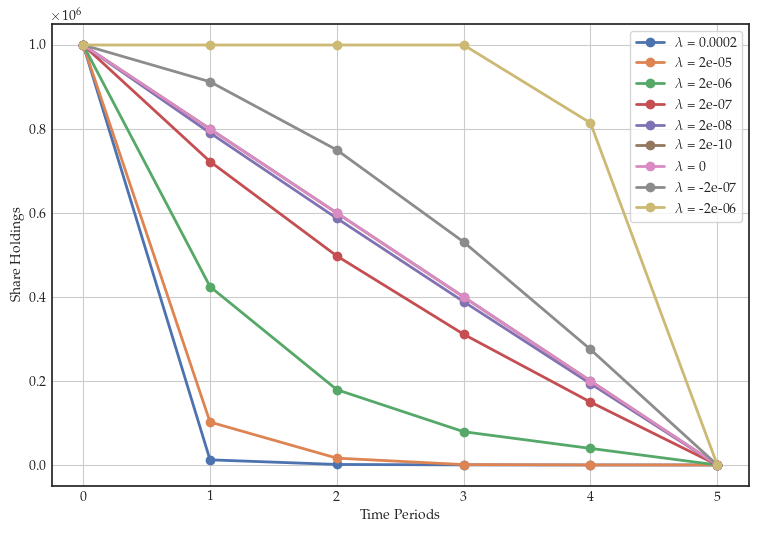 ×10⁶
1.0
0.8
0.6
0.4
0.2
0.0
Share Holdings
0 1 2 3 4 5
Time Periods
λ = 0.0002
λ = 2e-05
λ = 2e-06
λ = 2e-07
λ = 2e-08
λ = 2e-10
λ = 0
λ = -2e-07
λ = -2e-06